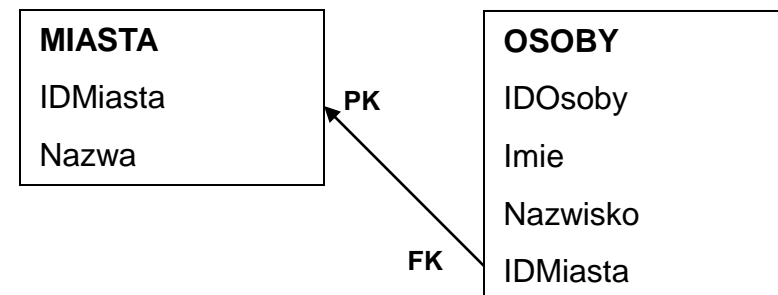 MIASTA
IDMiasta
Nazwa
PK
FK
OSOBY
IDOsoby
Imie
Nazwisko
IDMiasta